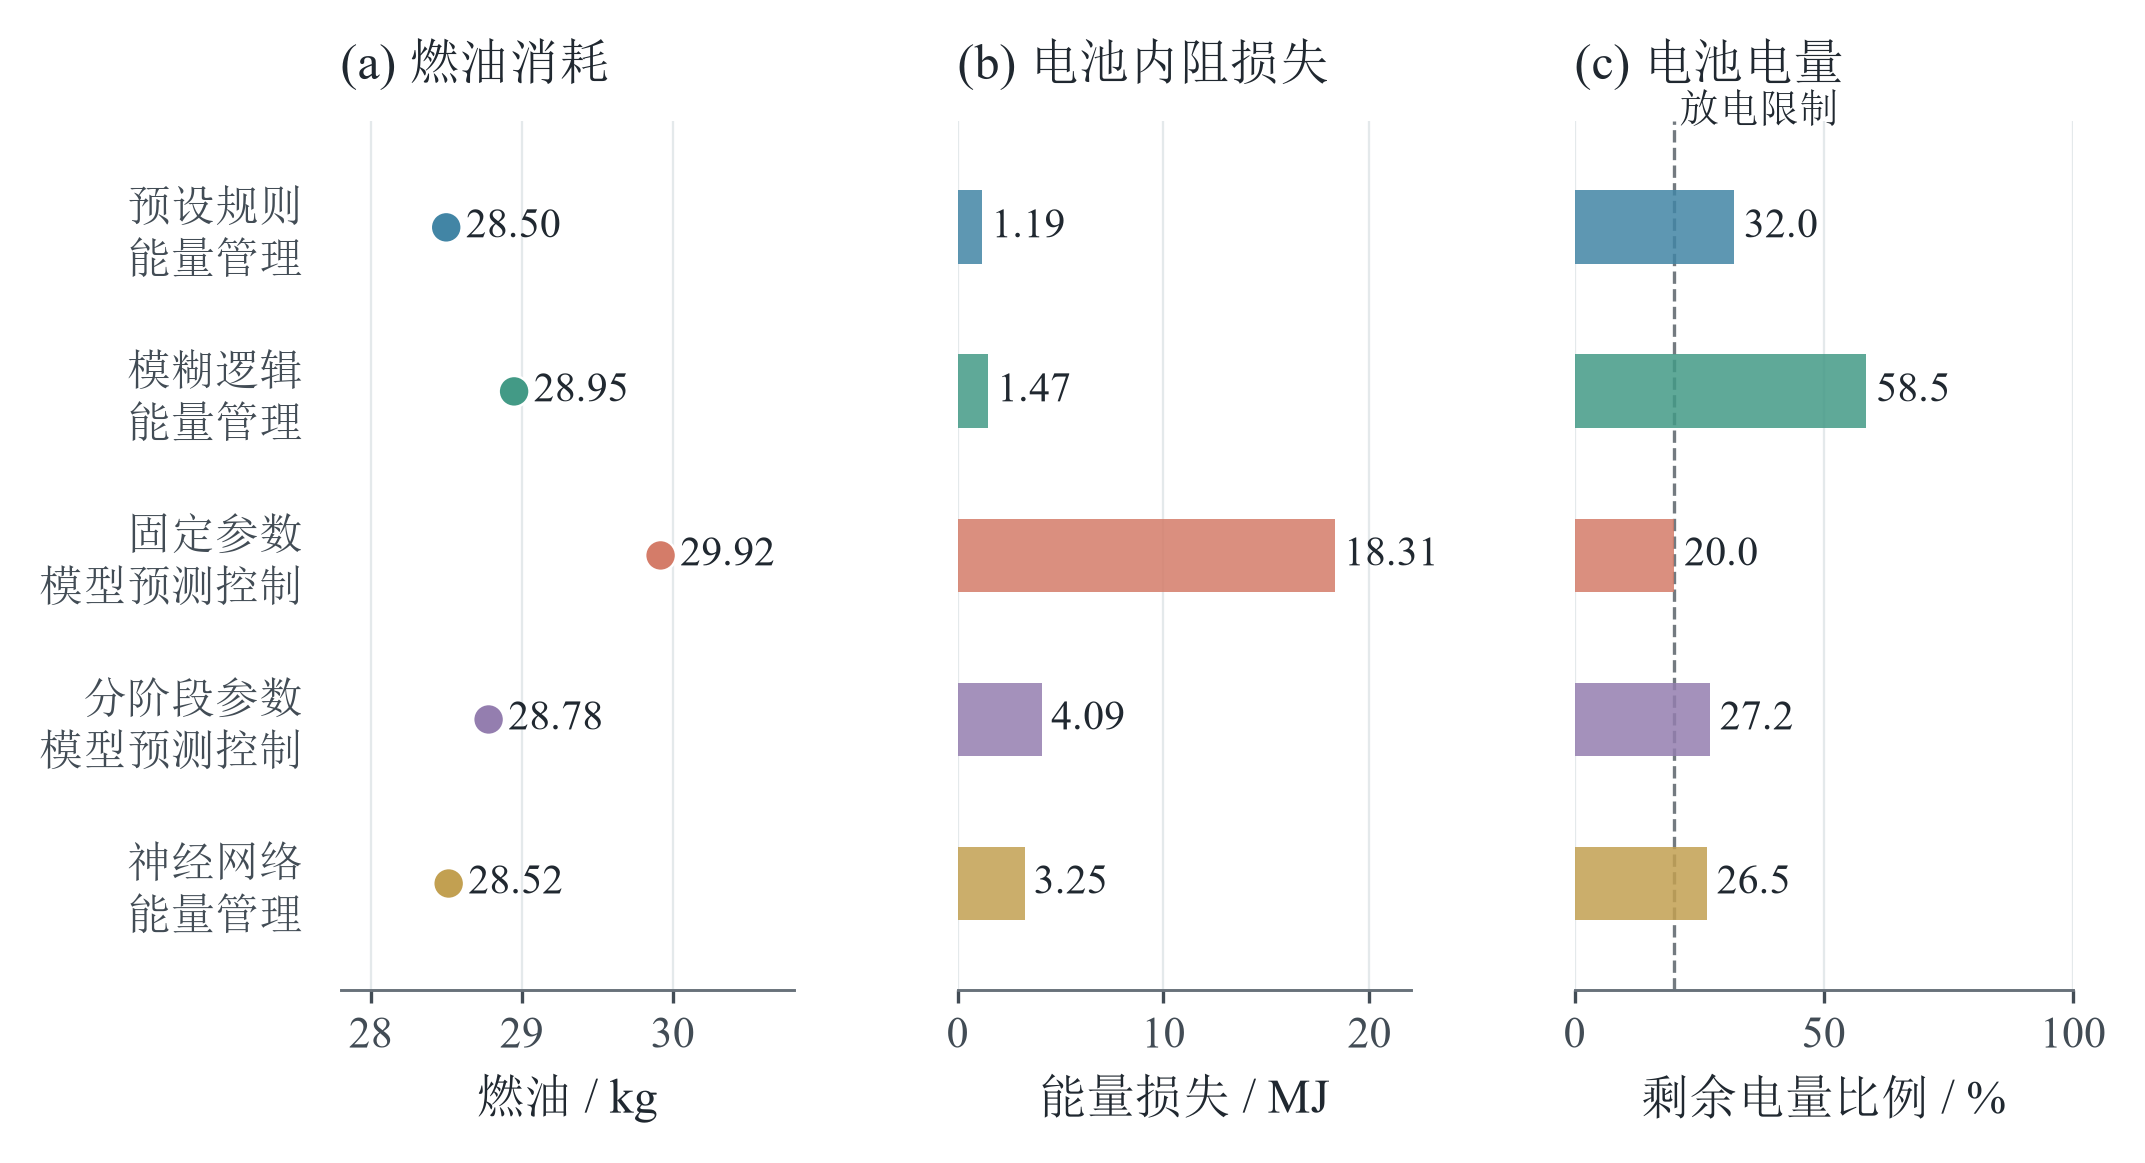 (a) 燃油消耗
(b) 电池内阻损失
(c) 电池电量
放电限制
预设规则
能量管理
28.50
1.19
32.0
模糊逻辑
能量管理
28.95
1.47
58.5
固定参数
模型预测控制
29.92
18.31
20.0
分阶段参数
模型预测控制
28.78
4.09
27.2
神经网络
能量管理
28.52
3.25
26.5
28 29 30
0 10 20
0 50 100
燃油 / kg
能量损失 / MJ
剩余电量比例 / %